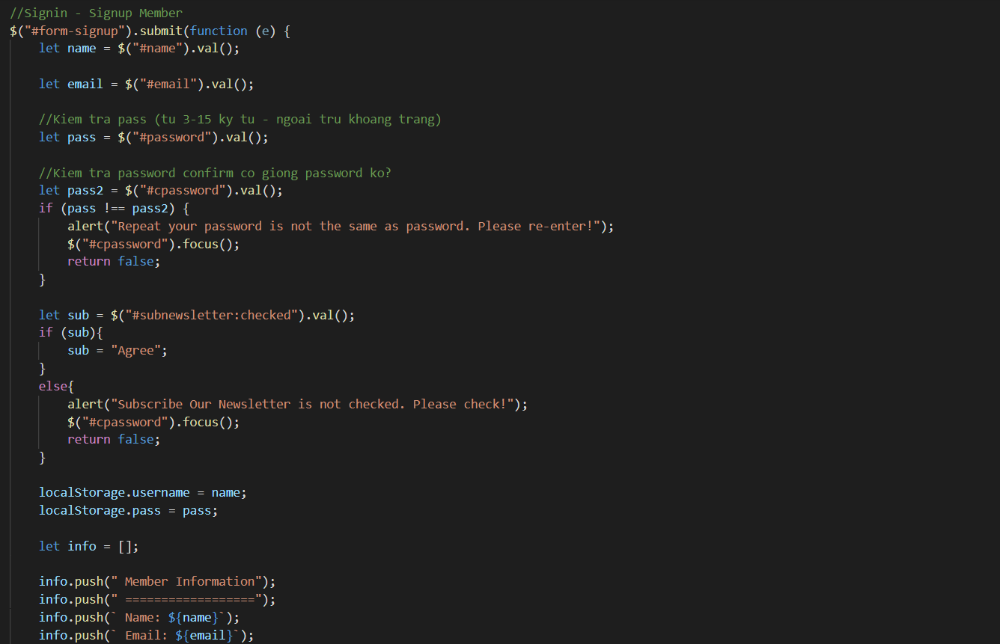 //Signin - Signup Member
$("#form-signup").submit(function (e) {
    let name = $("#name").val();

    let email = $("#email").val();

    //Kiem tra pass (tu 3-15 ky tu - ngoai tru khoang trang)
    let pass = $("#password").val();

    //Kiem tra password confirm co giong password ko?
    let pass2 = $("#cpassword").val();
    if (pass !== pass2) {
        alert("Repeat your password is not the same as password. Please re-enter!");
        $("#cpassword").focus();
        return false;
    }

    let sub = $("#subnewsletter:checked").val();
    if (sub){
        sub = "Agree";
    }
    else{
        alert("Subscribe Our Newsletter is not checked. Please check!");
        $("#cpassword").focus();
        return false;
    }

    localStorage.username = name;
    localStorage.pass = pass;

    let info = [];

    info.push(" Member Information");
    info.push(" ==================");
    info.push(` Name: ${name}`);
    info.push(` Email: ${email}`);